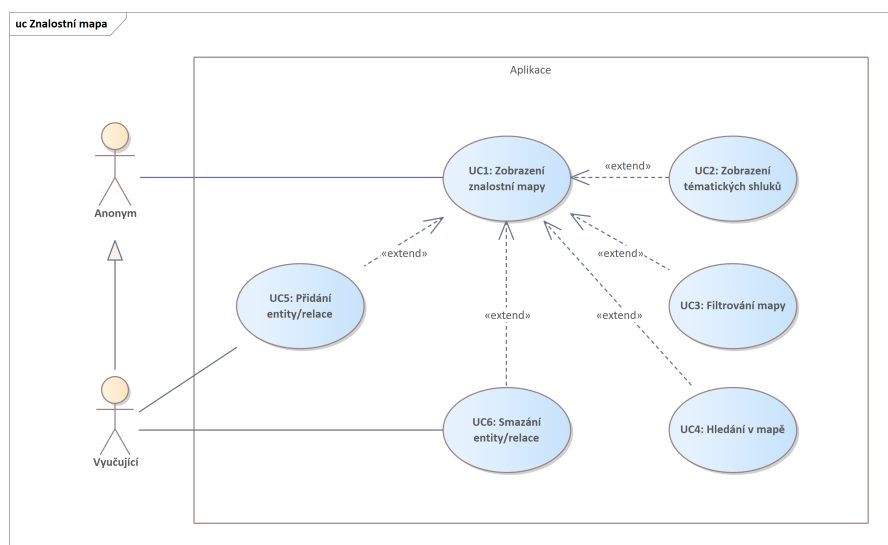 uc Znalostní mapa
Aplikace
Anonym
UC1: Zobrazení
znalostní mapy
«extend»
UC2: Zobrazení
tématických shluků
«extend»
«extend»
UC5: Přidání
entity/relace
UC3: Filtrování mapy
«extend»
«extend»
Vyučující
UC6: Smazání
entity/relace
UC4: Hledání v mapě